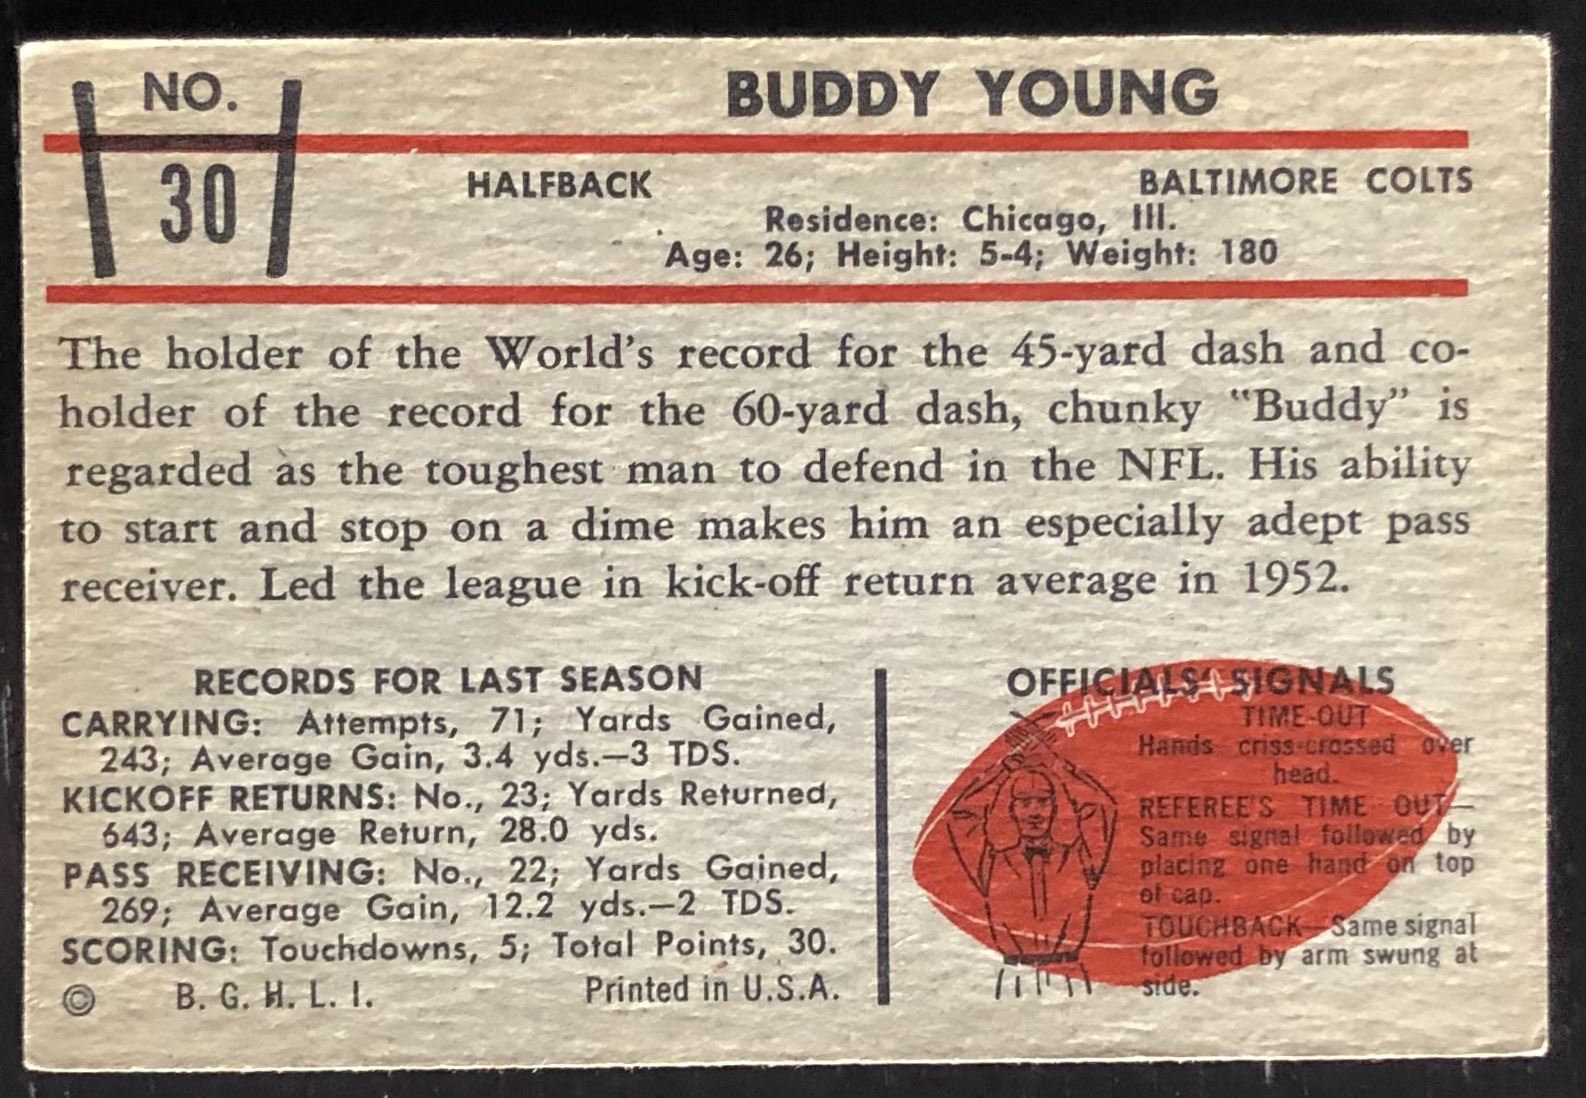 NO.
30
BUDDY YOUNG
HALFBACK
BALTIMORE COLTS
Residence: Chicago, Ill.
Age: 26; Height: 5-4; Weight: 180
The holder of the World's record for the 45-yard dash and co-
holder of the record for the 60-yard dash, chunky "Buddy" is
regarded as the toughest man to defend in the NFL. His ability
to start and stop on a dime makes him an especially adept pass
receiver. Led the league in kick-off return average in 1952.
RECORDS FOR LAST SEASON
CARRYING: Attempts, 71; Yards Gained,
243; Average Gain, 3.4 yds.—3 TDS.
KICKOFF RETURNS: No., 23; Yards Returned,
643; Average Return, 28.0 yds.
PASS RECEIVING: No., 22; Yards Gained,
269; Average Gain, 12.2 yds.—2 TDS.
SCORING: Touchdowns, 5; Total Points, 30.
© B. G. H. L. I. Printed in U.S.A.
OFFICIALS' SIGNALS
TIME-OUT
Hands criss-crossed over
head.
REFEREE'S TIME OUT—
Same signal followed by
placing one hand on top
of cap.
TOUCHBACK—Same signal
followed by arm swung at
side.